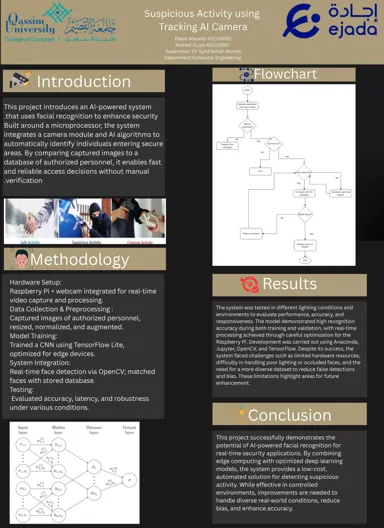 Qassim
University
College of Computer
جامعة القصيم
Suspicious Activity using
Tracking AI Camera
Department Computer Engineering
إجادة
ejada
Introduction
This project introduces an AI-powered system
.that uses facial recognition to enhance security
Built around a microprocessor, the system
integrates a camera module and AI algorithms to
automatically identify individuals entering secure
areas. By comparing captured images to a
database of authorized personnel, it enables fast
and reliable access decisions without manual
.verification
Safe Activity
Suspicious Activity
Criminal Activity
Methodology
Hardware Setup:
Raspberry Pi + webcam integrated for real-time
video capture and processing.
Data Collection & Preprocessing :
Captured images of authorized personnel,
resized, normalized, and augmented.
Model Training:
Trained a CNN using TensorFlow Lite,
optimized for edge devices.
System Integration:
Real-time face detection via OpenCV; matched
faces with stored database.
Testing:
Evaluated accuracy, latency, and robustness
under various conditions.
Input layer
Hidden layer
Distance layer
Output layer
Flowchart
Results
The system was tested in different lighting conditions and
environments to evaluate performance, accuracy, and
responsiveness. The model demonstrated high recognition
accuracy during both training and validation, with real-time
processing achieved through careful optimization for the
Raspberry Pi. Development was carried out using Anaconda,
Jupyter, OpenCV, and TensorFlow. Despite its success, the
system faced challenges such as limited hardware resources,
difficulty in handling poor lighting or occluded faces, and the
need for a more diverse dataset to reduce false detections
and bias. These limitations highlight areas for future
enhancement.
Conclusion
This project successfully demonstrates the
potential of AI-powered facial recognition for
real-time security applications. By combining
edge computing with optimized deep learning
models, the system provides a low-cost,
automated solution for detecting suspicious
activity. While effective in controlled
environments, improvements are needed to
handle diverse real-world conditions, reduce
bias, and enhance accuracy.